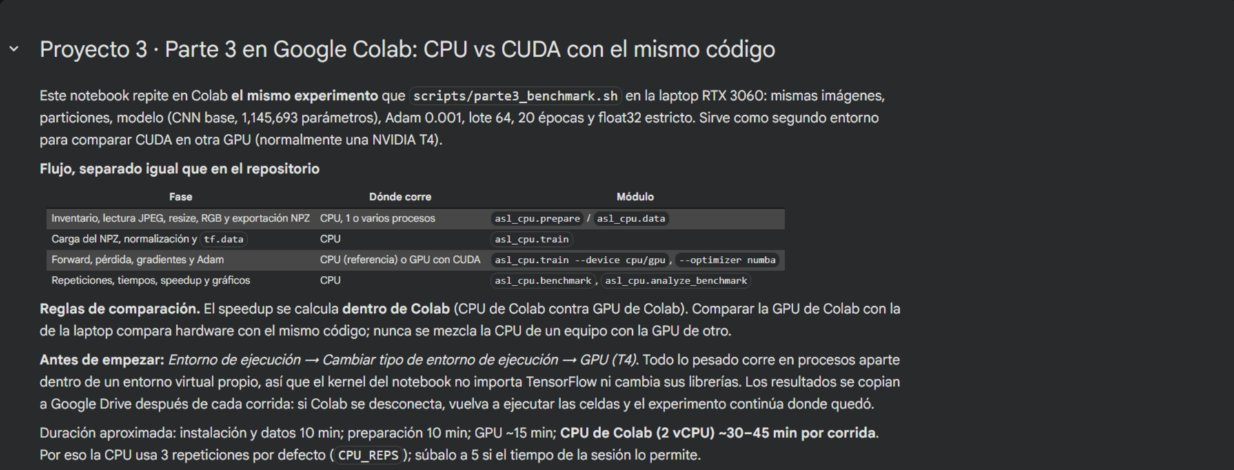 Proyecto 3 · Parte 3 en Google Colab: CPU vs CUDA con el mismo código
Este notebook repite en Colab el mismo experimento que scripts/parte3_benchmark.sh en la laptop RTX 3060: mismas imágenes,
particiones, modelo (CNN base, 1,145,693 parámetros), Adam 0.001, lote 64, 20 épocas y float32 estricto. Sirve como segundo entorno
para comparar CUDA en otra GPU (normalmente una NVIDIA T4).
Flujo, separado igual que en el repositorio
Fase Dónde corre Módulo
Inventario, lectura JPEG, resize, RGB y exportación NPZ CPU, 1 o varios procesos asl_cpu.prepare / asl_cpu.data
Carga del NPZ, normalización y tf.data CPU asl_cpu.train
Forward, pérdida, gradientes y Adam CPU (referencia) o GPU con CUDA asl_cpu.train --device cpu/gpu, --optimizer numba
Repeticiones, tiempos, speedup y gráficos CPU asl_cpu.benchmark, asl_cpu.analyze_benchmark
Reglas de comparación. El speedup se calcula dentro de Colab (CPU de Colab contra GPU de Colab). Comparar la GPU de Colab con la
de la laptop compara hardware con el mismo código; nunca se mezcla la CPU de un equipo con la GPU de otro.
Antes de empezar: Entorno de ejecución → Cambiar tipo de entorno de ejecución → GPU (T4). Todo lo pesado corre en procesos aparte
dentro de un entorno virtual propio, así que el kernel del notebook no importa TensorFlow ni cambia sus librerías. Los resultados se copian
a Google Drive después de cada corrida: si Colab se desconecta, vuelva a ejecutar las celdas y el experimento continúa donde quedó.
Duración aproximada: instalación y datos 10 min; preparación 10 min; GPU ~15 min; CPU de Colab (2 vCPU) ~30–45 min por corrida.
Por eso la CPU usa 3 repeticiones por defecto ( CPU_REPS ); súbalo a 5 si el tiempo de la sesión lo permite.